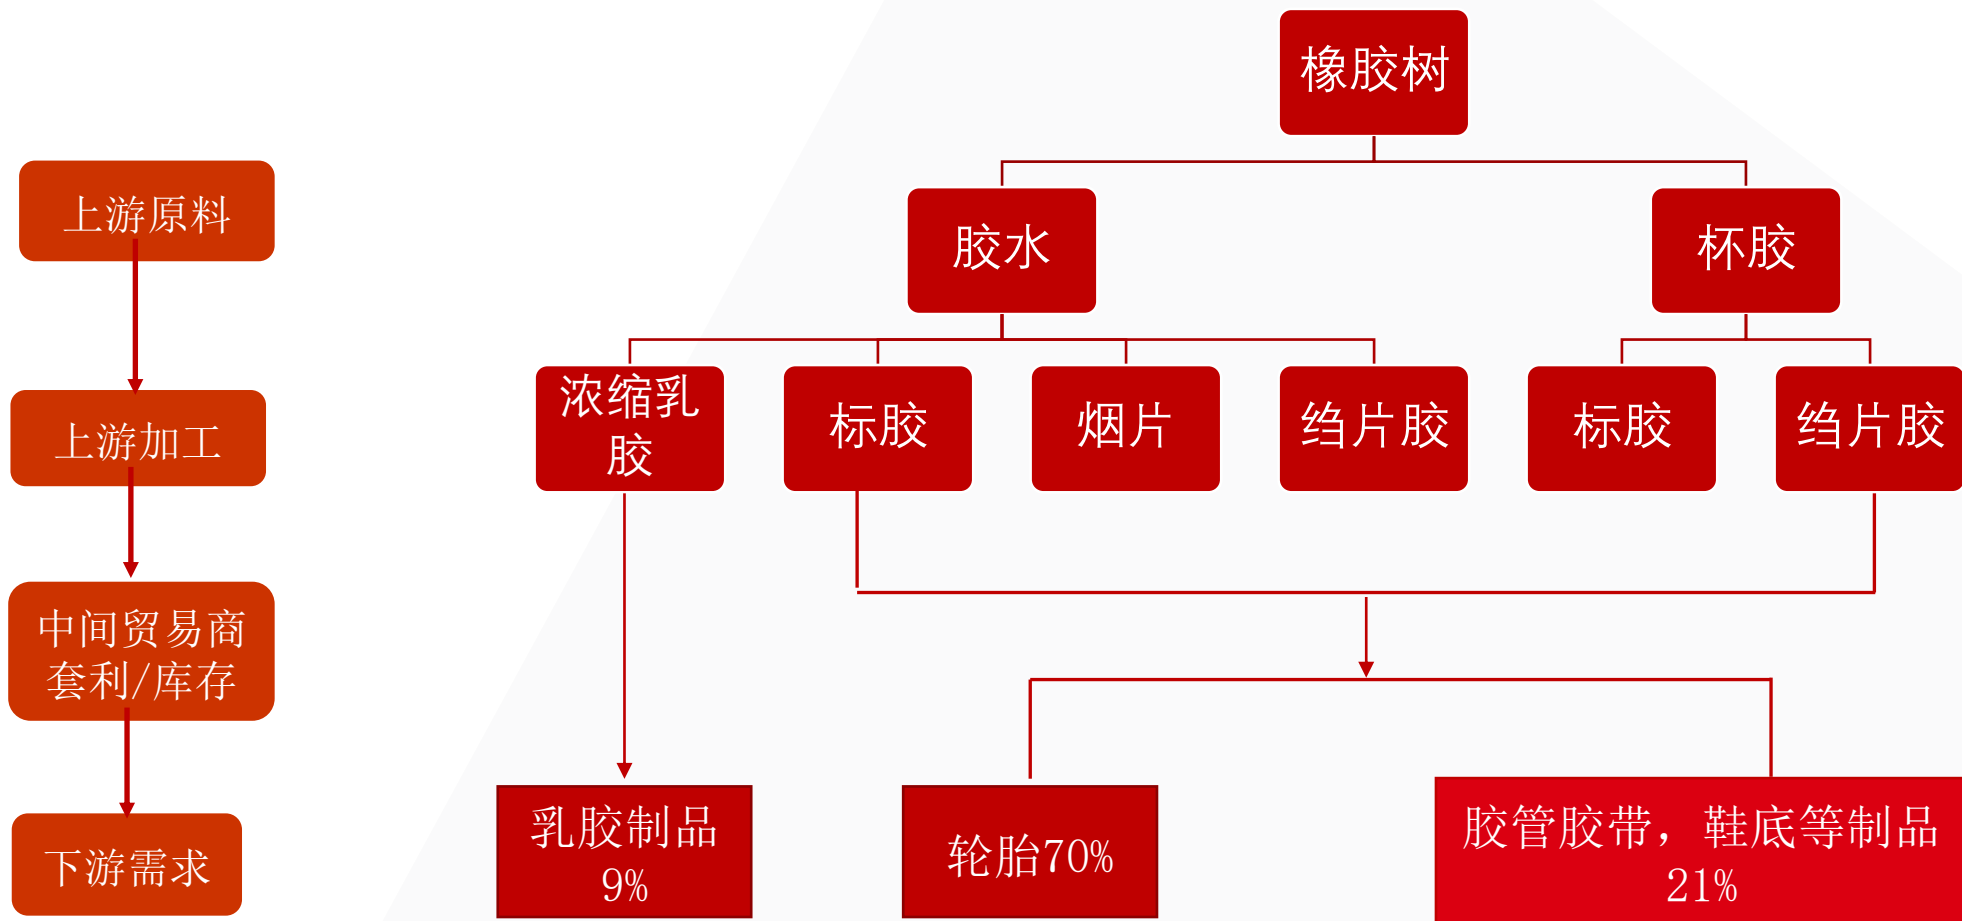 橡胶树
上游原料
胶水
杯胶
浓缩乳
胶
标胶
烟片
绉片胶
标胶
绉片胶
上游加工
中间贸易商
套利/库存
下游需求
乳胶制品
9%
轮胎70%
胶管胶带，鞋底等制品
21%